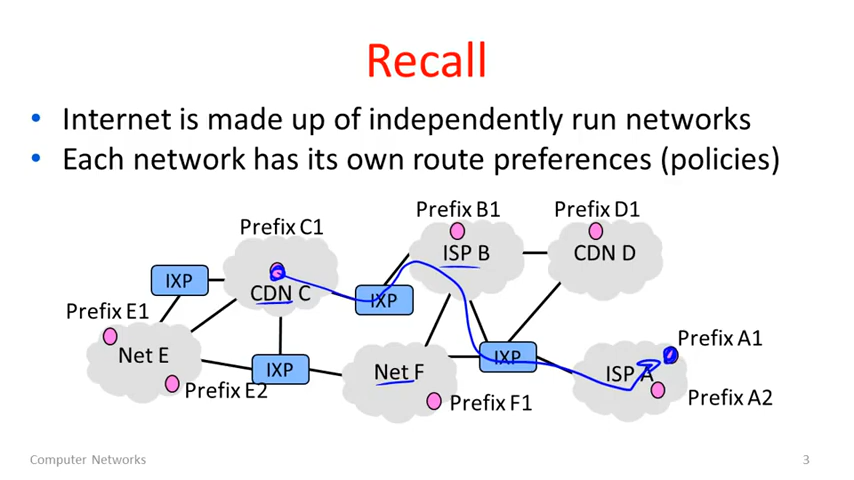 Recall
• Internet is made up of independently run networks
• Each network has its own route preferences (policies)
Prefix B1
Prefix D1
Prefix C1
ISP B
CDN D
IXP
CDN C
IXP
Prefix E1
Prefix A1
Net E
IXP
IXP
Net F
ISP A
Prefix E2
Prefix F1
Prefix A2
Computer Networks
3